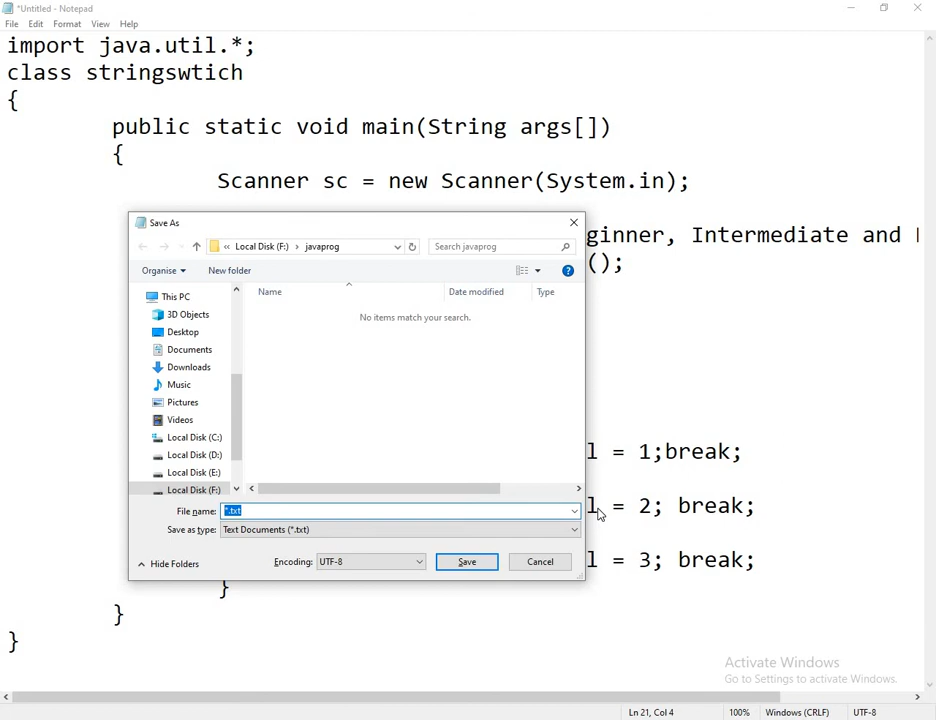 *Untitled - Notepad
File Edit Format View Help
import java.util.*;
class stringswtich
{
public static void main(String args[])
{
Scanner sc = new Scanner(System.in);
ginner, Intermediate and
();
l = 1;break;
l = 2; break;
l = 3; break;
}
}
}
Save As
« Local Disk (F:) › javaprog
Search javaprog
Organise New folder
Name Date modified Type
No items match your search.
This PC
3D Objects
Desktop
Documents
Downloads
Music
Pictures
Videos
Local Disk (C:)
Local Disk (D:)
Local Disk (E:)
Local Disk (F:)
File name: *.txt
Save as type: Text Documents (*.txt)
Hide Folders
Encoding: UTF-8
Save
Cancel
Activate Windows
Go to Settings to activate Windows.
Ln 21, Col 4 100% Windows (CRLF) UTF-8